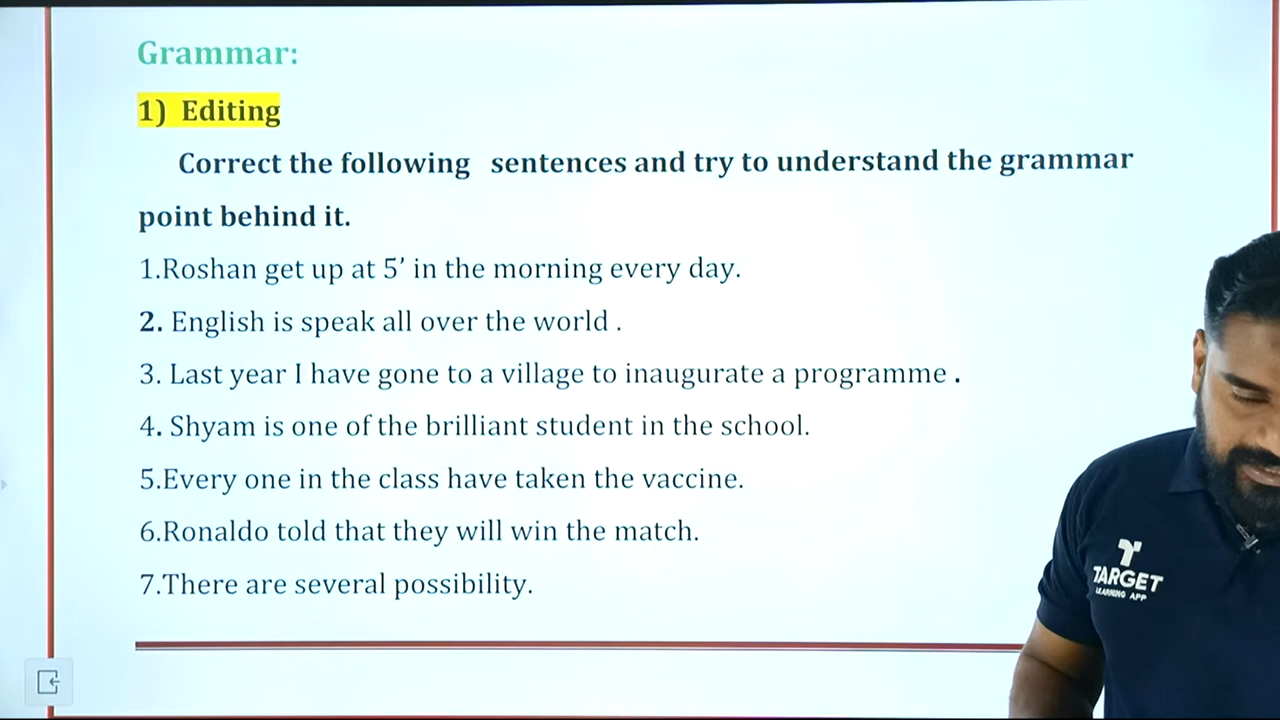 Grammar:
1) Editing
Correct the following sentences and try to understand the grammar
point behind it.
1.Roshan get up at 5’ in the morning every day.
2. English is speak all over the world .
3. Last year I have gone to a village to inaugurate a programme .
4. Shyam is one of the brilliant student in the school.
5.Every one in the class have taken the vaccine.
6.Ronaldo told that they will win the match.
7.There are several possibility.
TARGET
LEARNING APP